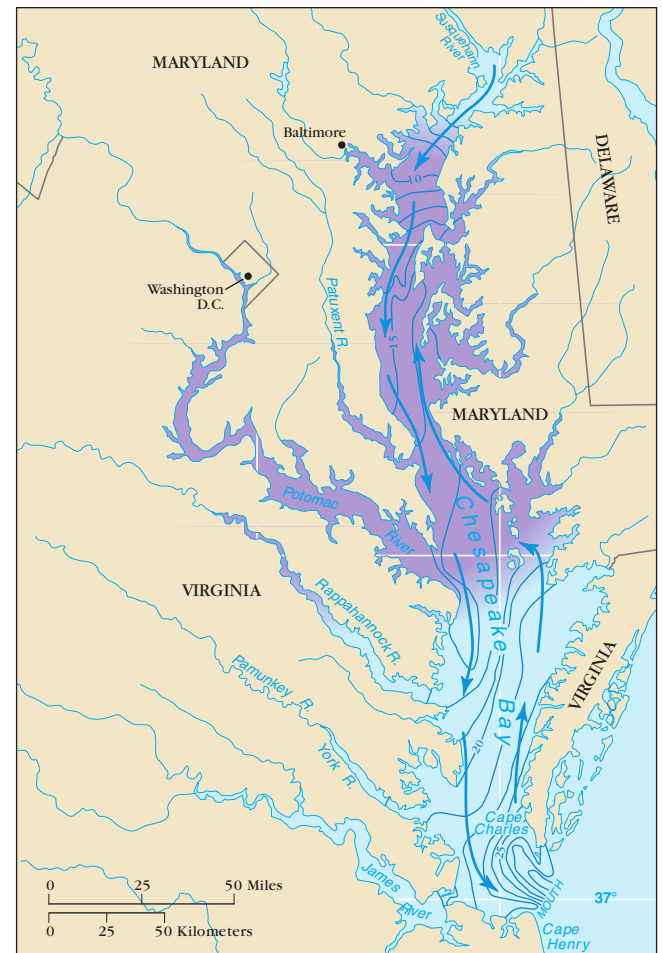 Susquehann
River
MARYLAND
Baltimore
DELAWARE
10
Washington
D.C.
Patuxent R.
15
MARYLAND
Potomac
River
Chesapeake
Bay
VIRGINIA
Rappahannock R.
VIRGINIA
Pamunkey R.
York R.
20
Cape
Charles
25
James
River
MOUTH
37°
Cape
Henry
0 25 50 Miles
0 25 50 Kilometers